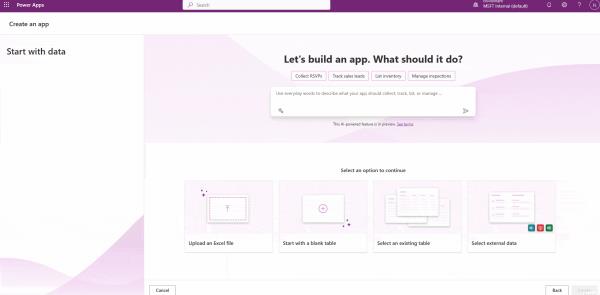 Power Apps
Search
Environment
MSFT Internal (default)
Create an app
Start with data
Let's build an app. What should it do?
Collect RSVPs
Track sales leads
List inventory
Manage inspections
Use everyday words to describe what your app should collect, track, list, or manage ...
This AI-powered feature is in preview. See terms
Select an option to continue
Upload an Excel file
Start with a blank table
Select an existing table
Select external data
Cancel
Back
Create